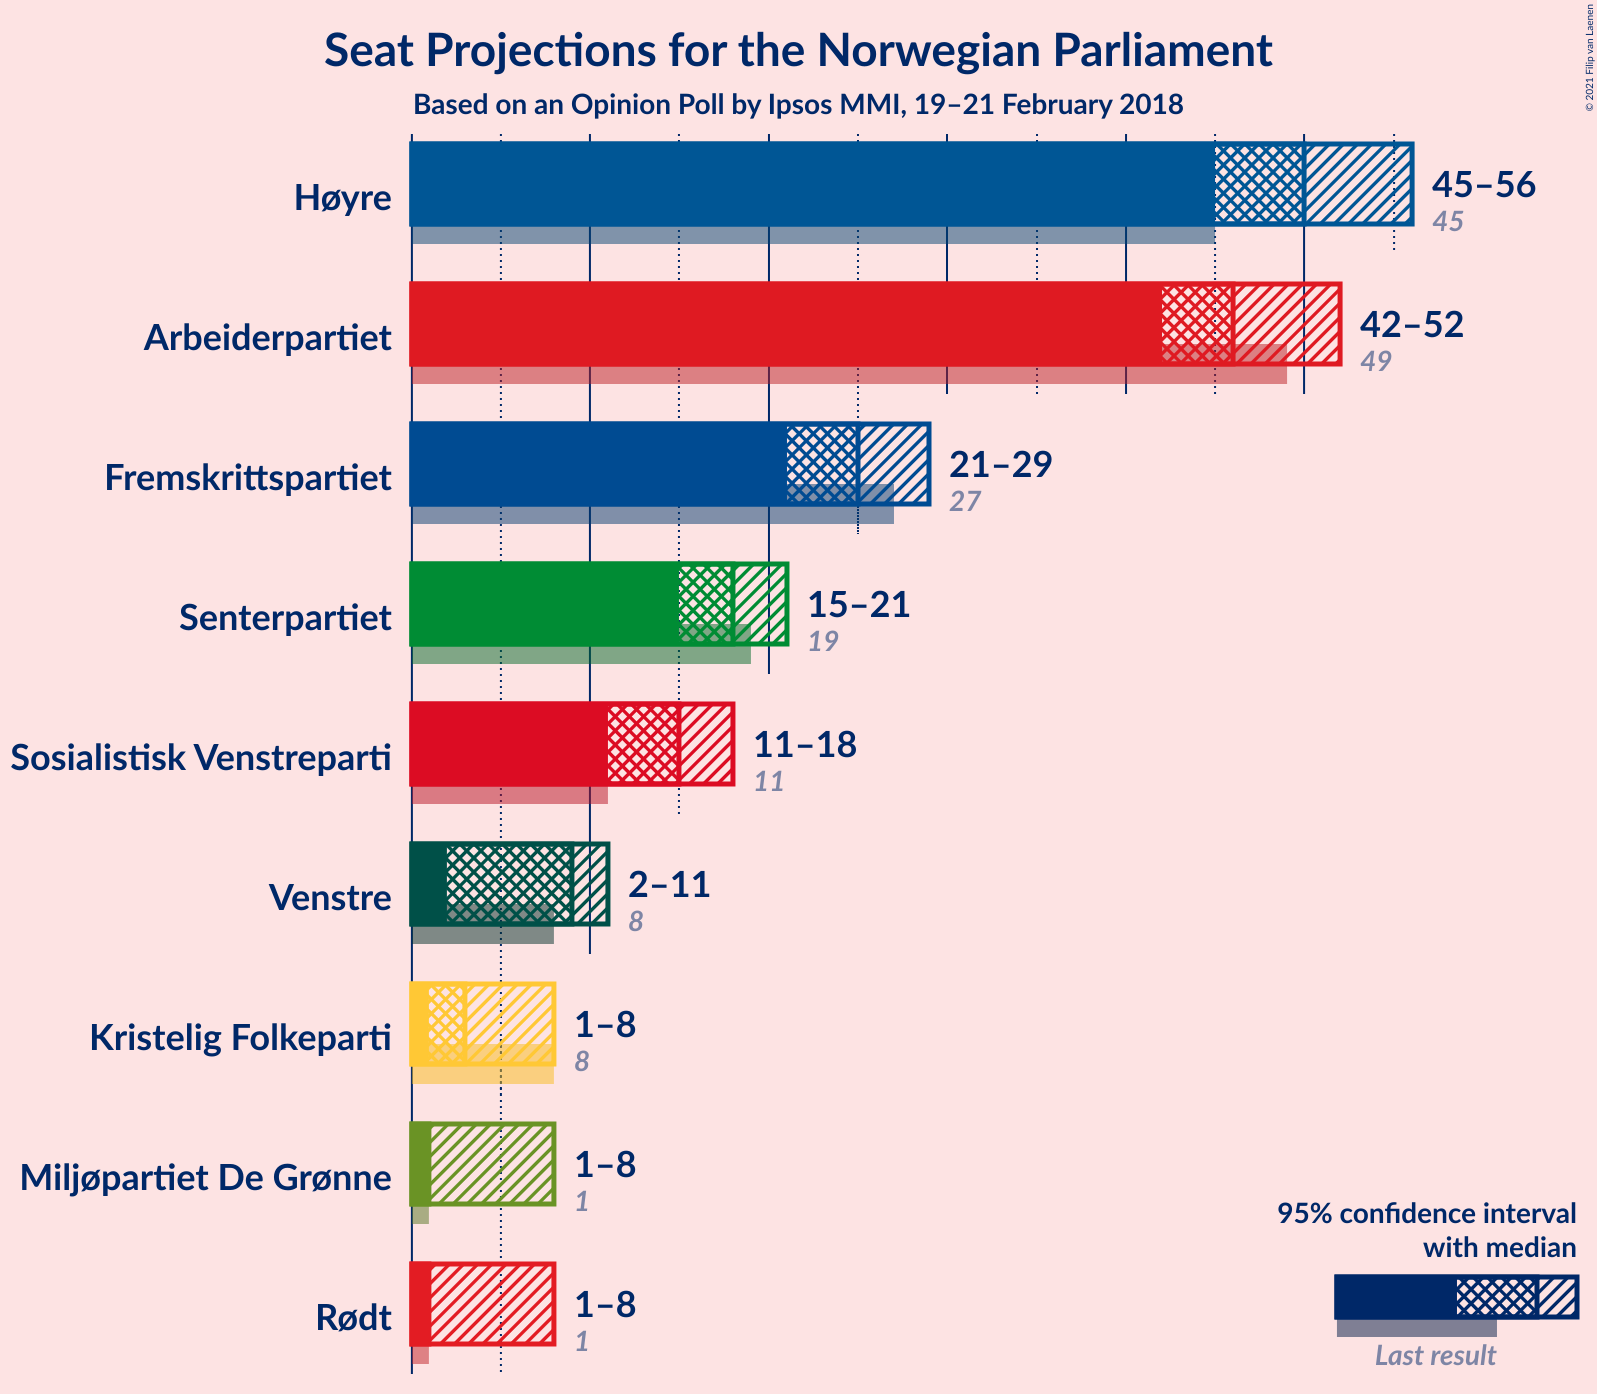 Seat Projections for the Norwegian Parliament
Based on an Opinion Poll by Ipsos MMI, 19–21 February 2018
© 2021 Filip van Laenen
Høyre
45–56
45
Arbeiderpartiet
42–52
49
Fremskrittspartiet
21–29
27
Senterpartiet
15–21
19
Sosialistisk Venstreparti
11–18
11
Venstre
2–11
8
Kristelig Folkeparti
1–8
8
Miljøpartiet De Grønne
1–8
1
Rødt
1–8
1
95% confidence interval
with median
Last result